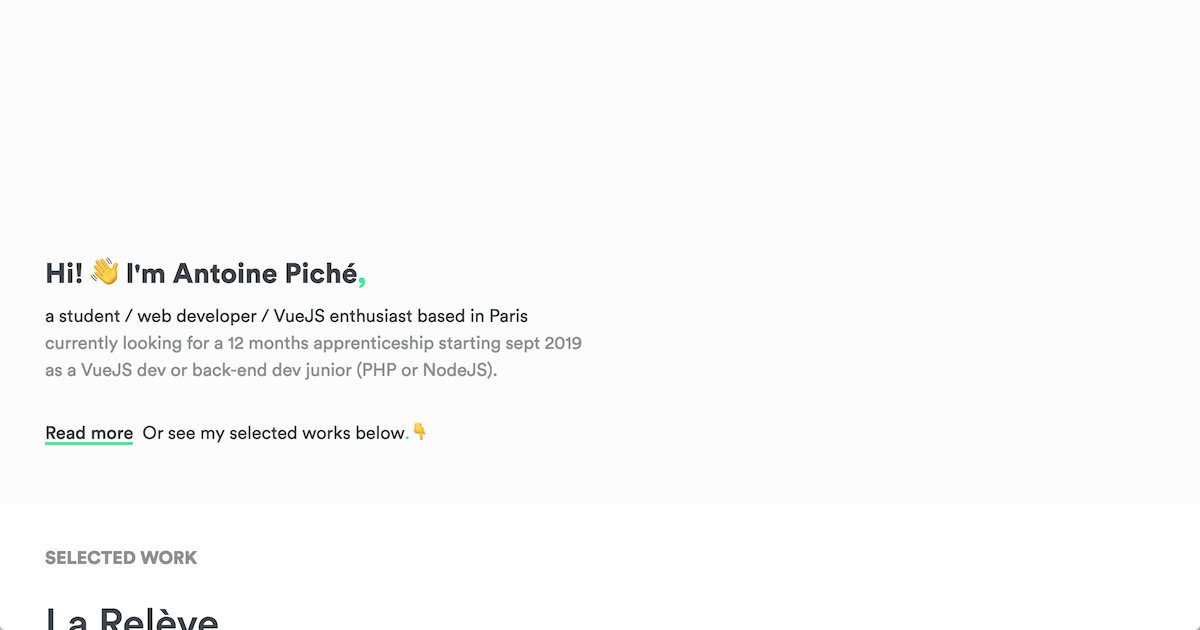 Hi! 👋 I'm Antoine Piché,
a student / web developer / VueJS enthusiast based in Paris
currently looking for a 12 months apprenticeship starting sept 2019
as a VueJS dev or back-end dev junior (PHP or NodeJS).
Read more Or see my selected works below.👇
SELECTED WORK
La Relève